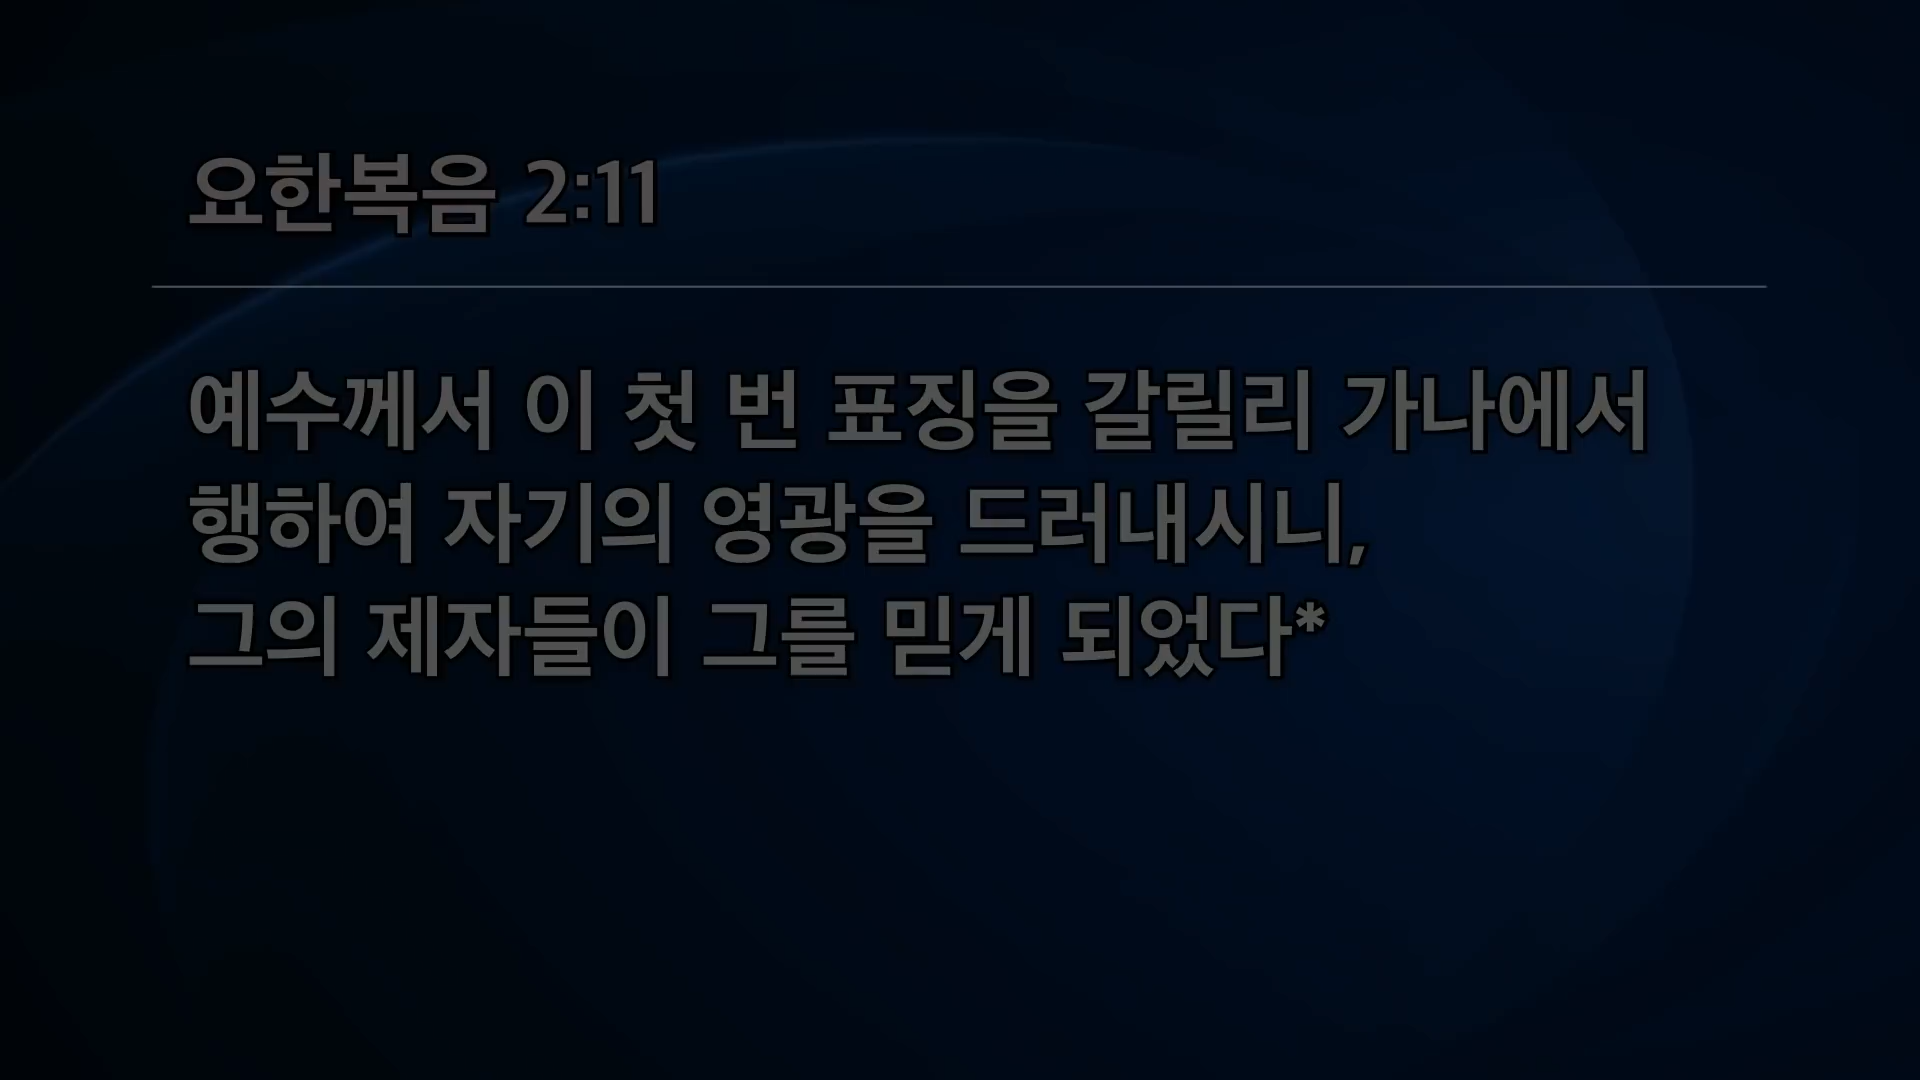 요한복음 2:11
예수께서 이 첫 번 표징을 갈릴리 가나에서
행하여 자기의 영광을 드러내시니,
그의 제자들이 그를 믿게 되었다*